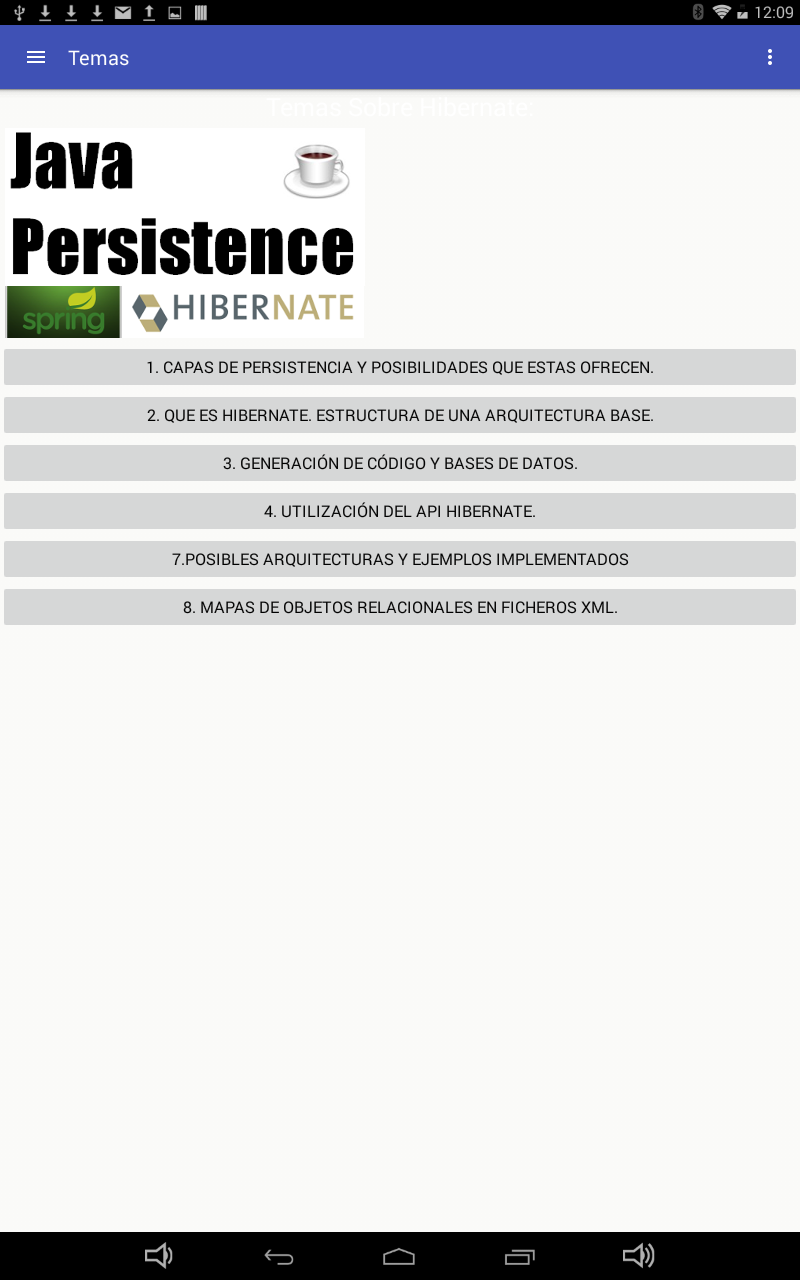 12:09
Temas
Temas Sobre Hibernate:
Java
Persistence
spring
HIBERNATE
1. CAPAS DE PERSISTENCIA Y POSIBILIDADES QUE ESTAS OFRECEN.
2. QUE ES HIBERNATE. ESTRUCTURA DE UNA ARQUITECTURA BASE.
3. GENERACIÓN DE CÓDIGO Y BASES DE DATOS.
4. UTILIZACIÓN DEL API HIBERNATE.
7.POSIBLES ARQUITECTURAS Y EJEMPLOS IMPLEMENTADOS
8. MAPAS DE OBJETOS RELACIONALES EN FICHEROS XML.